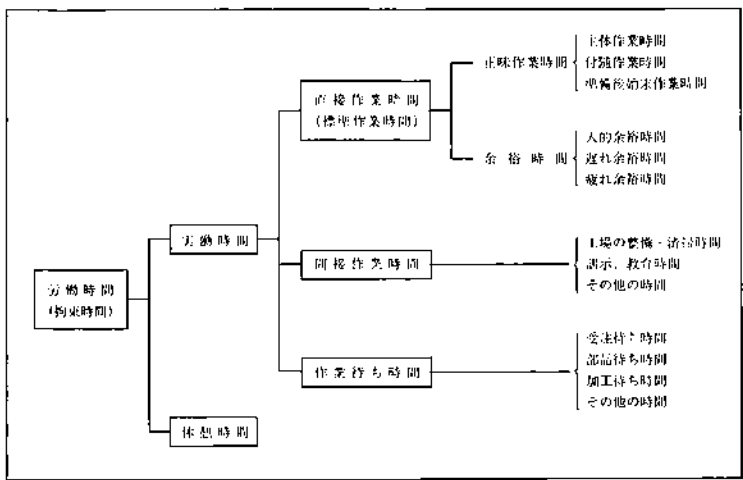 主体作業時間
正味作業時間
付随作業時間
準備後始末作業時間
直接作業時間
(標準作業時間)
人的余裕時間
余裕時間
遅れ余裕時間
疲れ余裕時間
実働時間
工場の整備・清掃時間
間接作業時間
訓示,教育時間
その他の時間
労働時間
(拘束時間)
受注待ち時間
部品待ち時間
作業待ち時間
加工待ち時間
その他の時間
休憩時間